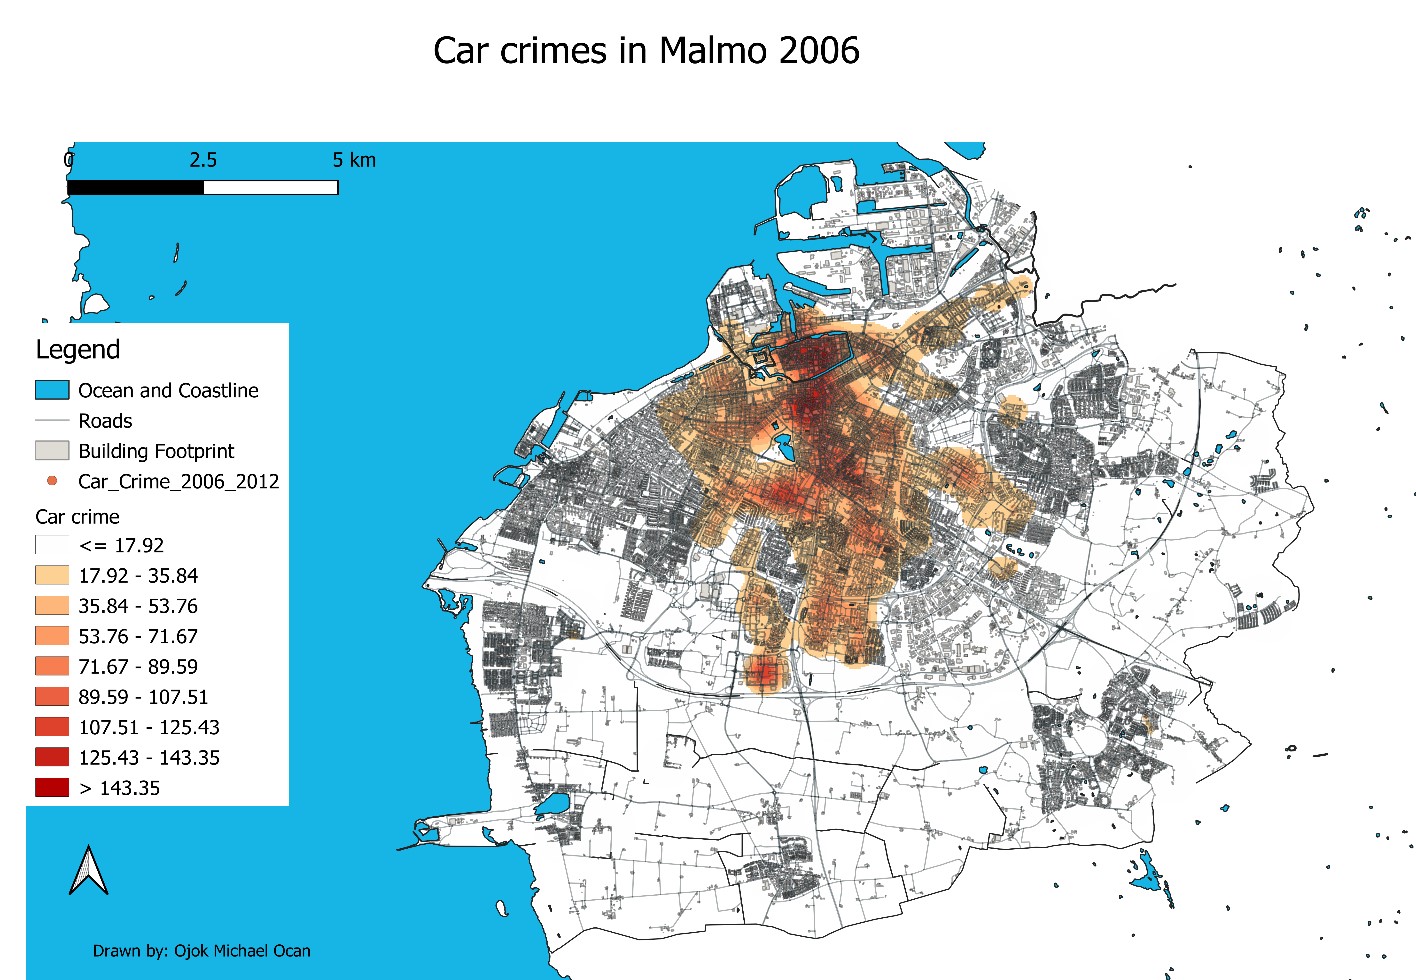 Car crimes in Malmo 2006
0 2.5 5 km
Legend
Ocean and Coastline
Roads
Building Footprint
Car_Crime_2006_2012
Car crime
<= 17.92
17.92 - 35.84
35.84 - 53.76
53.76 - 71.67
71.67 - 89.59
89.59 - 107.51
107.51 - 125.43
125.43 - 143.35
> 143.35
Drawn by: Ojok Michael Ocan